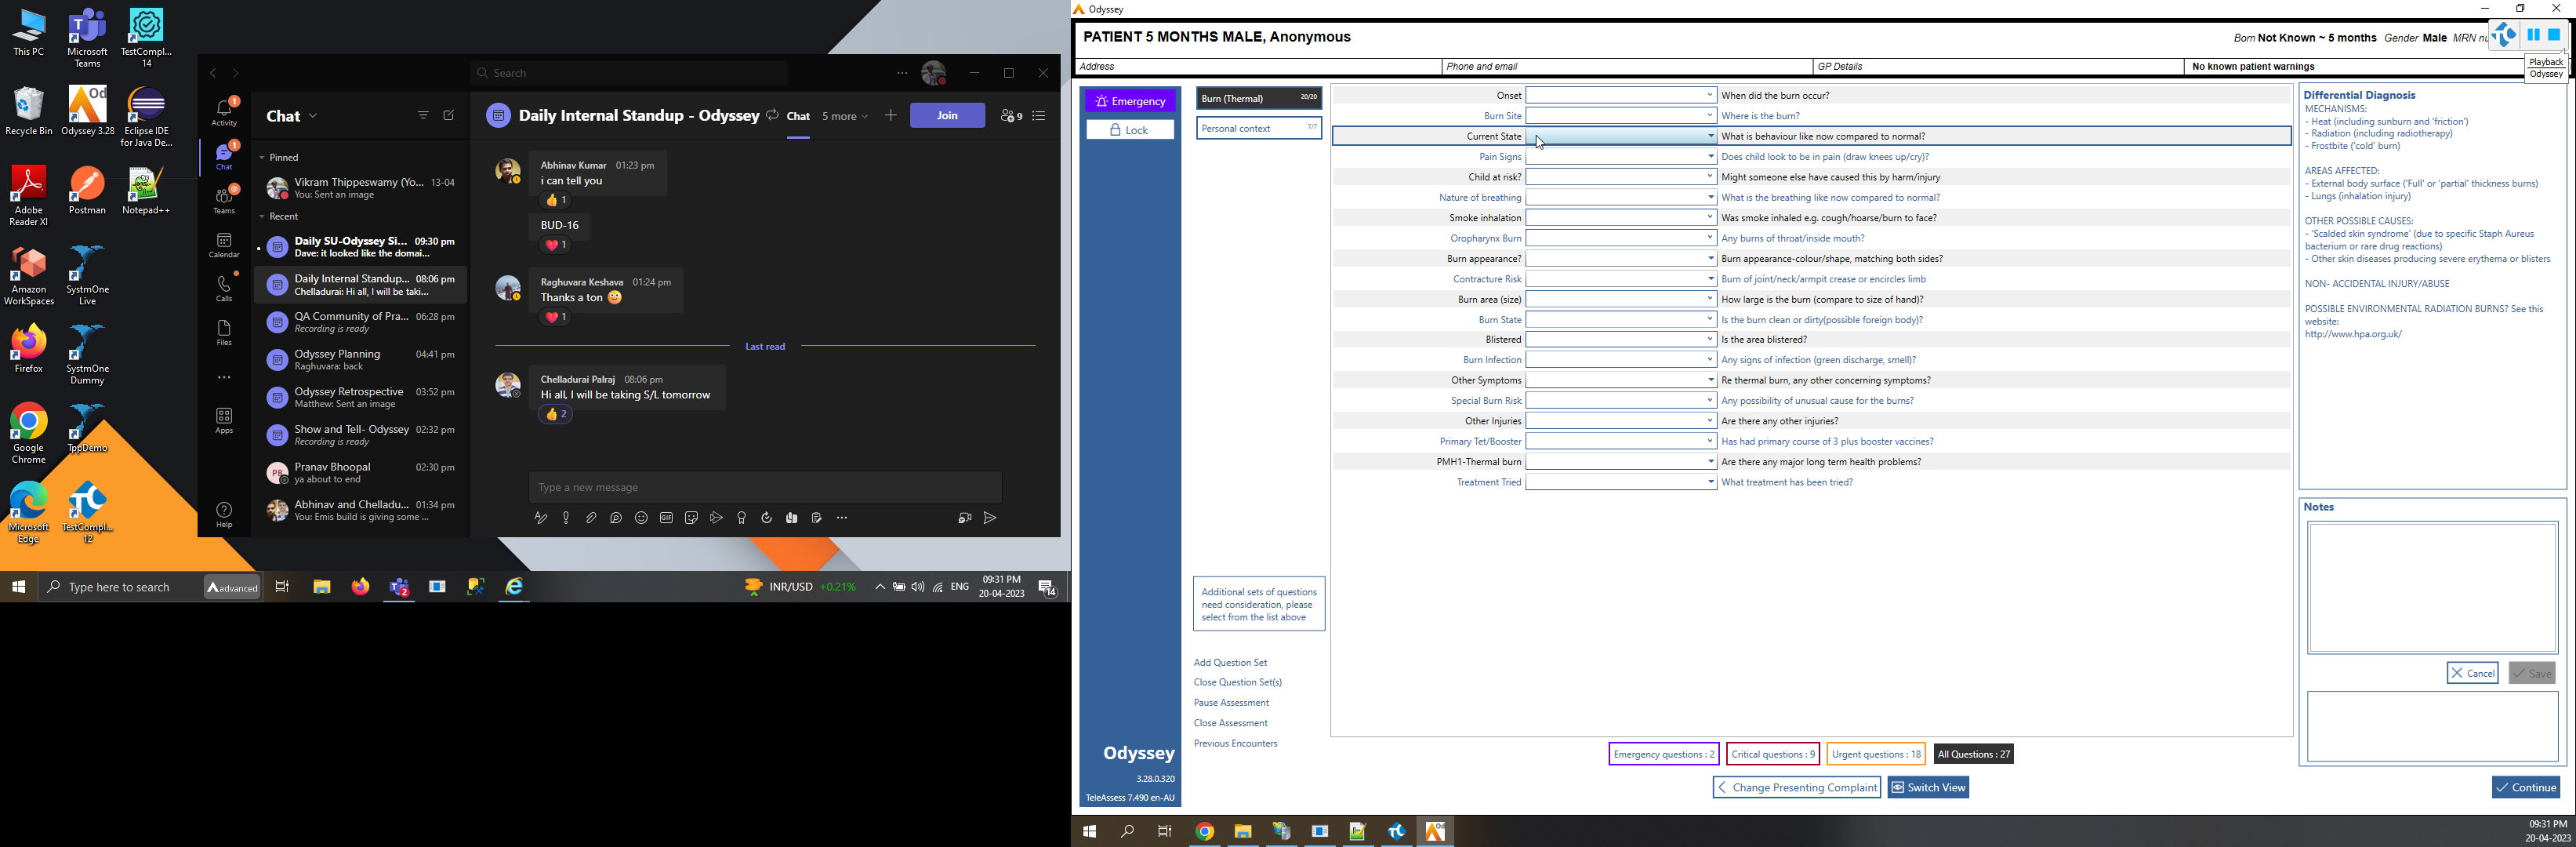 This PC
Microsoft
Teams
TestCompl...
14
Recycle Bin
Odyssey 3.28
Eclipse IDE
for Java De...
Adobe
Reader XI
Postman
Notepad++
Amazon
WorkSpaces
SystmOne
Live
Firefox
SystmOne
Dummy
Google
Chrome
TppDemo
Microsoft
Edge
TestCompl...
12
Search
Activity
Chat
Teams
Calendar
Calls
Files
Apps
Help
Chat
Pinned
Vikram Thippeswamy (Yo... 13-04
You: Sent an image
Recent
Daily SU-Odyssey Si... 09:30 pm
Dave: it looked like the domai...
Daily Internal Standup... 08:06 pm
Chelladurai: Hi all, I will be taki...
QA Community of Pra... 06:28 pm
Recording is ready
Odyssey Planning 04:41 pm
Raghuvara: back
Odyssey Retrospective 03:52 pm
Matthew: Sent an image
Show and Tell- Odyssey 02:32 pm
Recording is ready
Pranav Bhoopal 02:30 pm
ya about to end
Abhinav and Chelladu... 01:34 pm
You: Emis build is giving some ...
Daily Internal Standup - Odyssey Chat 5 more Join 9
Abhinav Kumar 01:23 pm
i can tell you
1
BUD-16
1
Raghuvara Keshava 01:24 pm
Thanks a ton
1
Last read
Chelladurai Palraj 08:06 pm
Hi all, I will be taking S/L tomorrow
2
Type a new message
Type here to search advanced
INR/USD +0.21% ENG 09:31 PM
20-04-2023
14
Odyssey
PATIENT 5 MONTHS MALE, Anonymous
Born Not Known ~ 5 months Gender Male MRN nu
Playback
Odyssey
Address Phone and email GP Details No known patient warnings
Emergency
Lock
Burn (Thermal) 20/20
Personal context 7/7
Onset When did the burn occur?
Burn Site Where is the burn?
Current State What is behaviour like now compared to normal?
Pain Signs Does child look to be in pain (draw knees up/cry)?
Child at risk? Might someone else have caused this by harm/injury
Nature of breathing What is the breathing like now compared to normal?
Smoke inhalation Was smoke inhaled e.g. cough/hoarse/burn to face?
Oropharynx Burn Any burns of throat/inside mouth?
Burn appearance? Burn appearance-colour/shape, matching both sides?
Contracture Risk Burn of joint/neck/armpit crease or encircles limb
Burn area (size) How large is the burn (compare to size of hand)?
Burn State Is the burn clean or dirty(possible foreign body)?
Blistered Is the area blistered?
Burn Infection Any signs of infection (green discharge, smell)?
Other Symptoms Re thermal burn, any other concerning symptoms?
Special Burn Risk Any possibility of unusual cause for the burns?
Other Injuries Are there any other injuries?
Primary Tet/Booster Has had primary course of 3 plus booster vaccines?
PMH1-Thermal burn Are there any major long term health problems?
Treatment Tried What treatment has been tried?
Additional sets of questions
need consideration, please
select from the list above
Add Question Set
Close Question Set(s)
Pause Assessment
Close Assessment
Previous Encounters
Odyssey
3.28.0.320
TeleAssess 7.490 en-AU
Emergency questions : 2 Critical questions : 9 Urgent questions : 18 All Questions : 27
Change Presenting Complaint Switch View
Differential Diagnosis
MECHANISMS:
- Heat (including sunburn and 'friction')
- Radiation (including radiotherapy)
- Frostbite ('cold' burn)
AREAS AFFECTED:
- External body surface ('Full' or 'partial' thickness burns)
- Lungs (inhalation injury)
OTHER POSSIBLE CAUSES:
- 'Scalded skin syndrome' (due to specific Staph Aureus
bacterium or rare drug reactions)
- Other skin diseases producing severe erythema or blisters
NON- ACCIDENTAL INJURY/ABUSE
POSSIBLE ENVIRONMENTAL RADIATION BURNS? See this
website:
http://www.hpa.org.uk/
Notes
Cancel Save
Continue
09:31 PM
20-04-2023